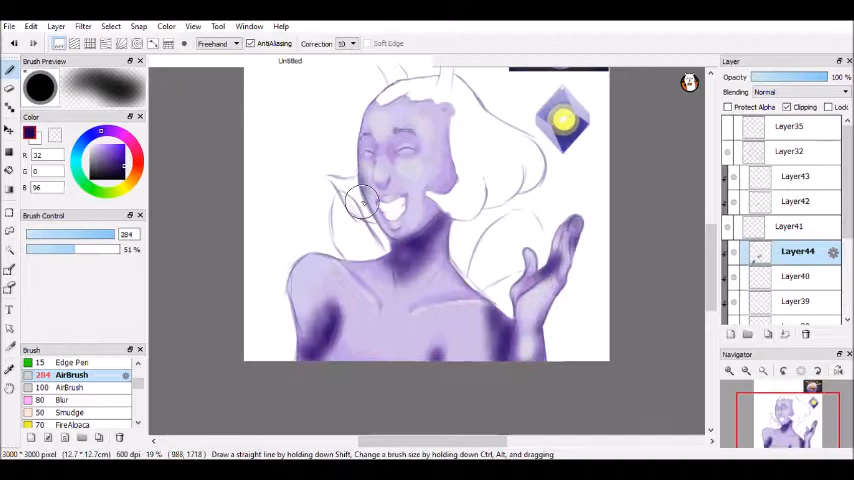 File Edit Layer Filter Select Snap Color View Tool Window Help
OFF Freehand AntiAliasing Correction 10 Soft Edge
Brush Preview
Untitled
Layer
Opacity 100 %
Blending Normal
Protect Alpha Clipping Lock
Color
R 32
G 0
B 96
Layer35
Layer32
Layer43
Layer42
Layer41
Layer44
Layer40
Layer39
Brush Control
284
51 %
Brush
15 Edge Pen
284 AirBrush
100 AirBrush
80 Blur
50 Smudge
70 FireAlpaca
Navigator
3000 * 3000 pixel (12.7 * 12.7cm) 600 dpi 19 % ( 988, 1718 ) Draw a straight line by holding down Shift, Change a brush size by holding down Ctrl, Alt, and dragging